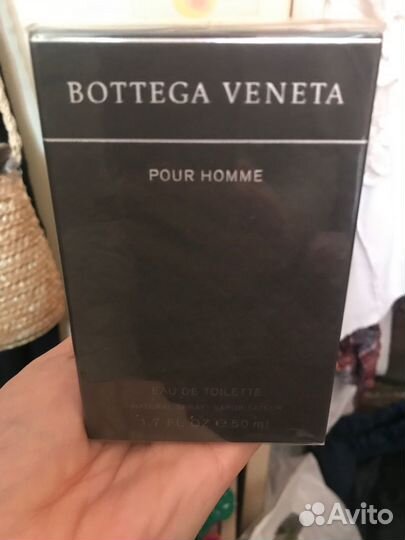 BOTTEGA VENETA
POUR HOMME
EAU DE TOILETTE
NATURAL SPRAY VAPORISATEUR
1.7 FL OZ e 50 ml
Avito